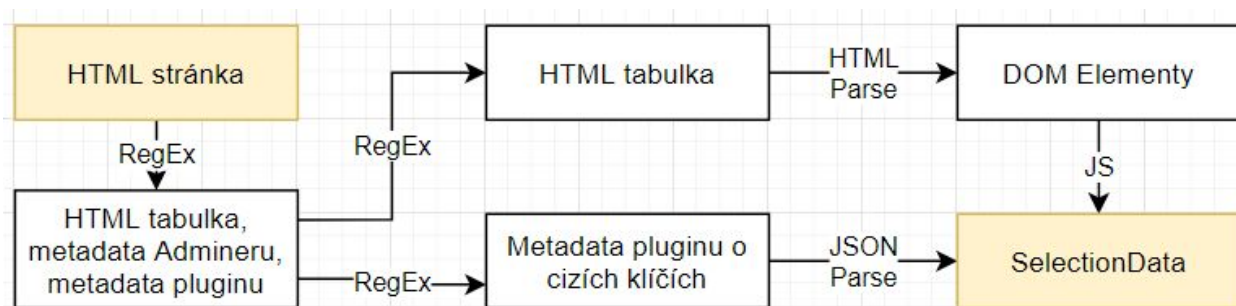 HTML stránka
RegEx
HTML tabulka,
metadata Admineru,
metadata pluginu
RegEx
RegEx
HTML tabulka
HTML
Parse
DOM Elementy
JS
Metadata pluginu o
cizích klíčích
JSON
Parse
SelectionData